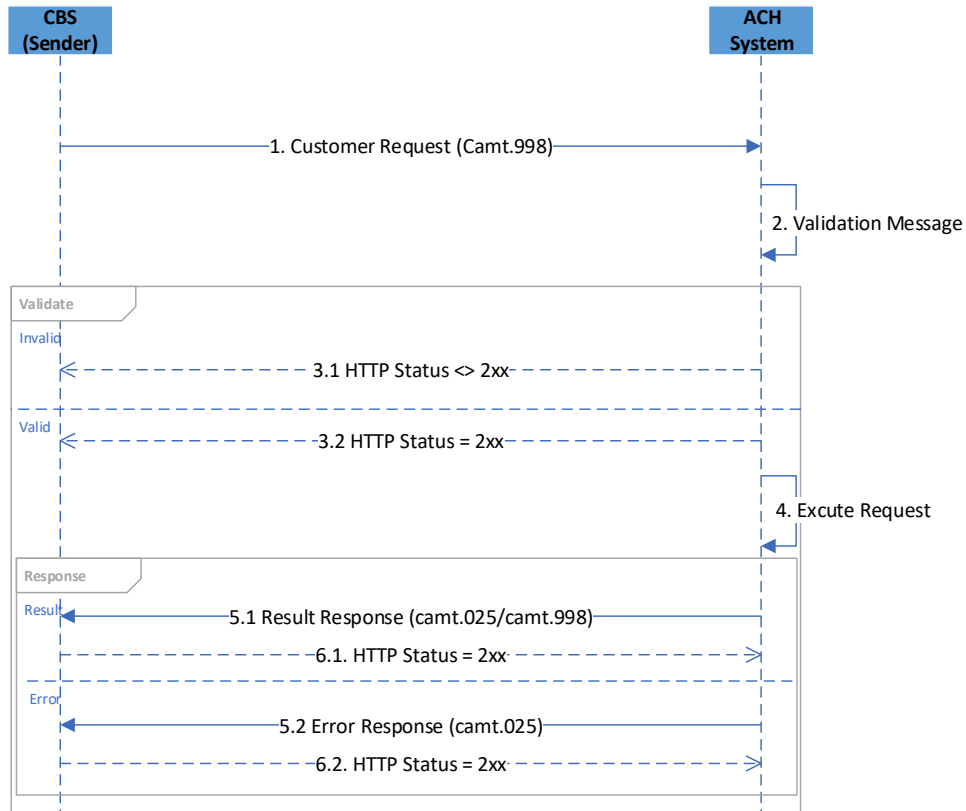 CBS
(Sender)
ACH
System
1. Customer Request (Camt.998)
2. Validation Message
Validate
Invalid
3.1 HTTP Status <> 2xx
Valid
3.2 HTTP Status = 2xx
4. Excute Request
Response
Result
5.1 Result Response (camt.025/camt.998)
6.1. HTTP Status = 2xx
Error
5.2 Error Response (camt.025)
6.2. HTTP Status = 2xx